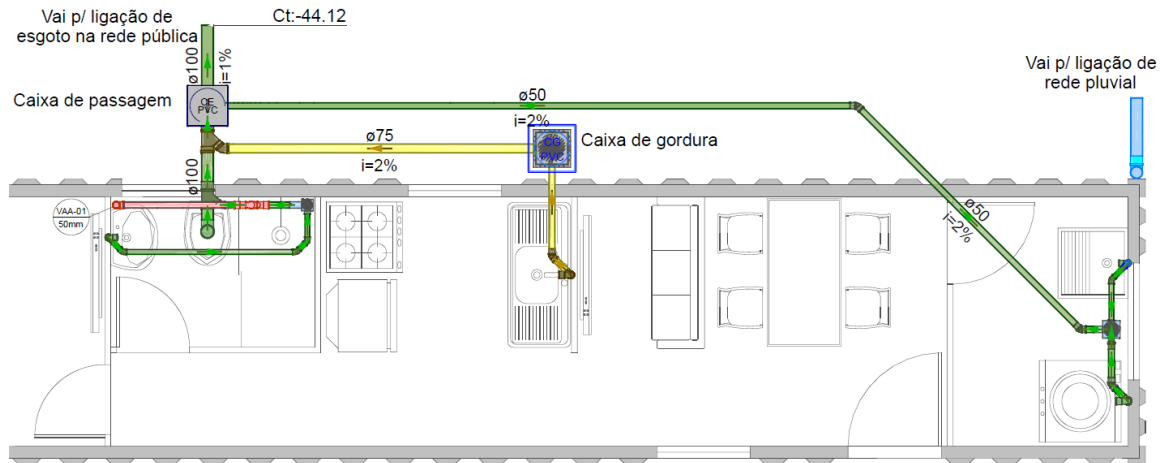 Vai p/ ligação de
esgoto na rede pública
Ct:-44.12
ø100
i=1%
Vai p/ ligação de
rede pluvial
Caixa de passagem
CE
PVC
ø50
i=2%
ø75
i=2%
CG
PVC
Caixa de gordura
ø100
VAA-01
50mm
ø50
i=2%